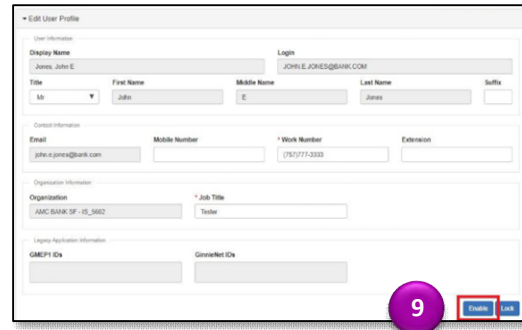 Edit User Profile
User Information
Display Name Login
Jones, John E JOHN.E.JONES@BANK.COM
Title First Name Middle Name Last Name Suffix
Mr John E Jones
Contact Information
Email Mobile Number * Work Number Extension
john.e.jones@bank.com (757)777-3333
Organization Information
Organization * Job Title
AMC BANK SF - IS_5662 Tester
Legacy Application Information
GMEP1 IDs GinnieNet IDs
9 Enable Lock